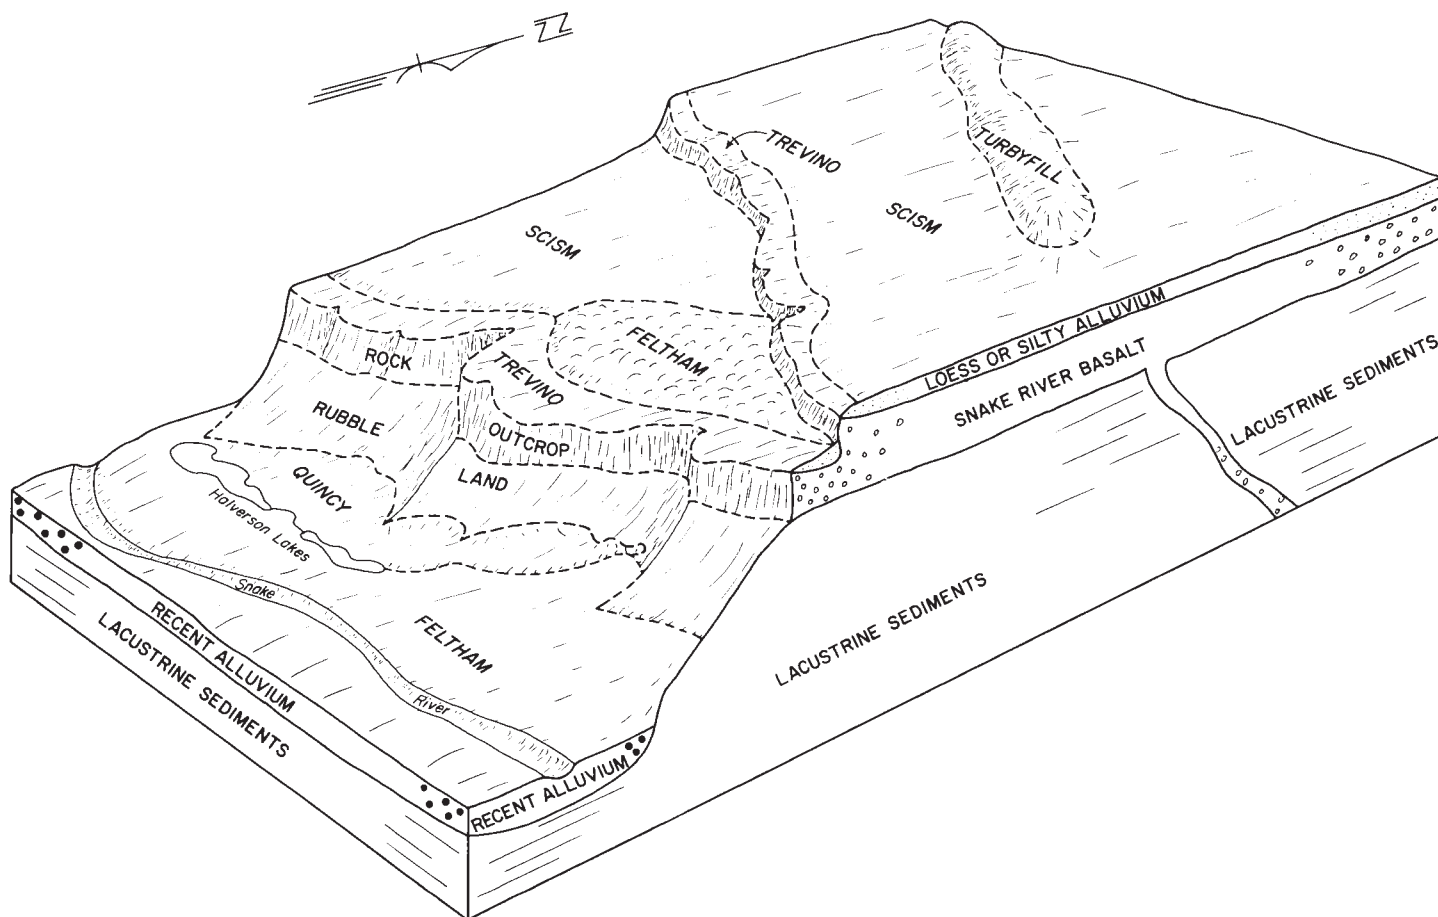 N
TREVINO
TURBYFILL
SCISM
SCISM
ROCK
FELTHAM
TREVINO
RUBBLE
OUTCROP
LAND
QUINCY
Halverson Lakes
Snake
River
FELTHAM
LOESS OR SILTY ALLUVIUM
SNAKE RIVER BASALT
LACUSTRINE SEDIMENTS
LACUSTRINE SEDIMENTS
RECENT ALLUVIUM
LACUSTRINE SEDIMENTS
RECENT ALLUVIUM